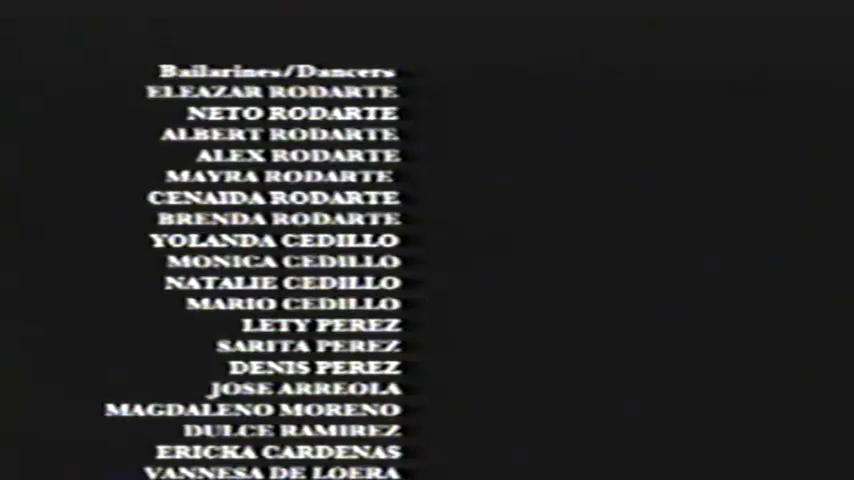 Bailarines/Dancers
ELEAZAR RODARTE
NETO RODARTE
ALBERT RODARTE
ALEX RODARTE
MAYRA RODARTE
CENAIDA RODARTE
BRENDA RODARTE
YOLANDA CEDILLO
MONICA CEDILLO
NATALIE CEDILLO
MARIO CEDILLO
LETY PEREZ
SARITA PEREZ
DENIS PEREZ
JOSE ARREOLA
MAGDALENO MORENO
DULCE RAMIREZ
ERICKA CARDENAS
VANNESA DE LOERA